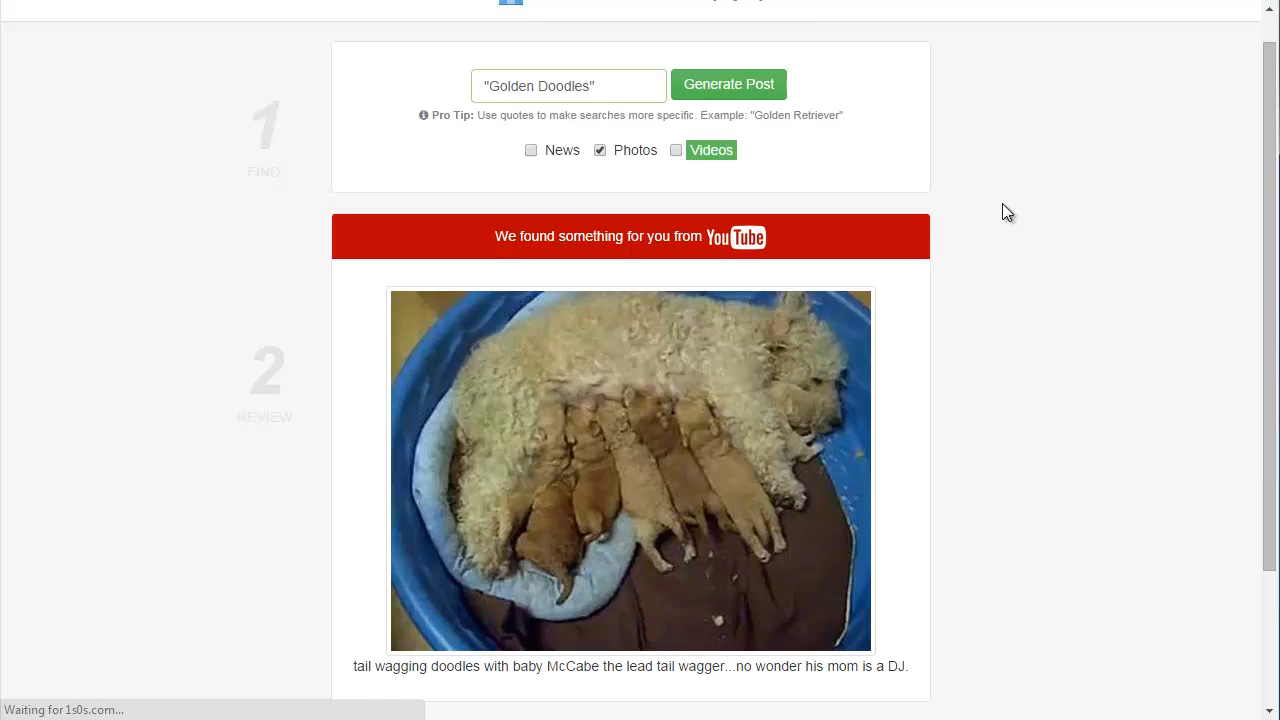 "Golden Doodles"
Generate Post
Pro Tip: Use quotes to make searches more specific. Example: "Golden Retriever"
News
Photos
Videos
1
FIND
We found something for you from YouTube
2
REVIEW
tail wagging doodles with baby McCabe the lead tail wagger...no wonder his mom is a DJ.
Waiting for 1s0s.com...